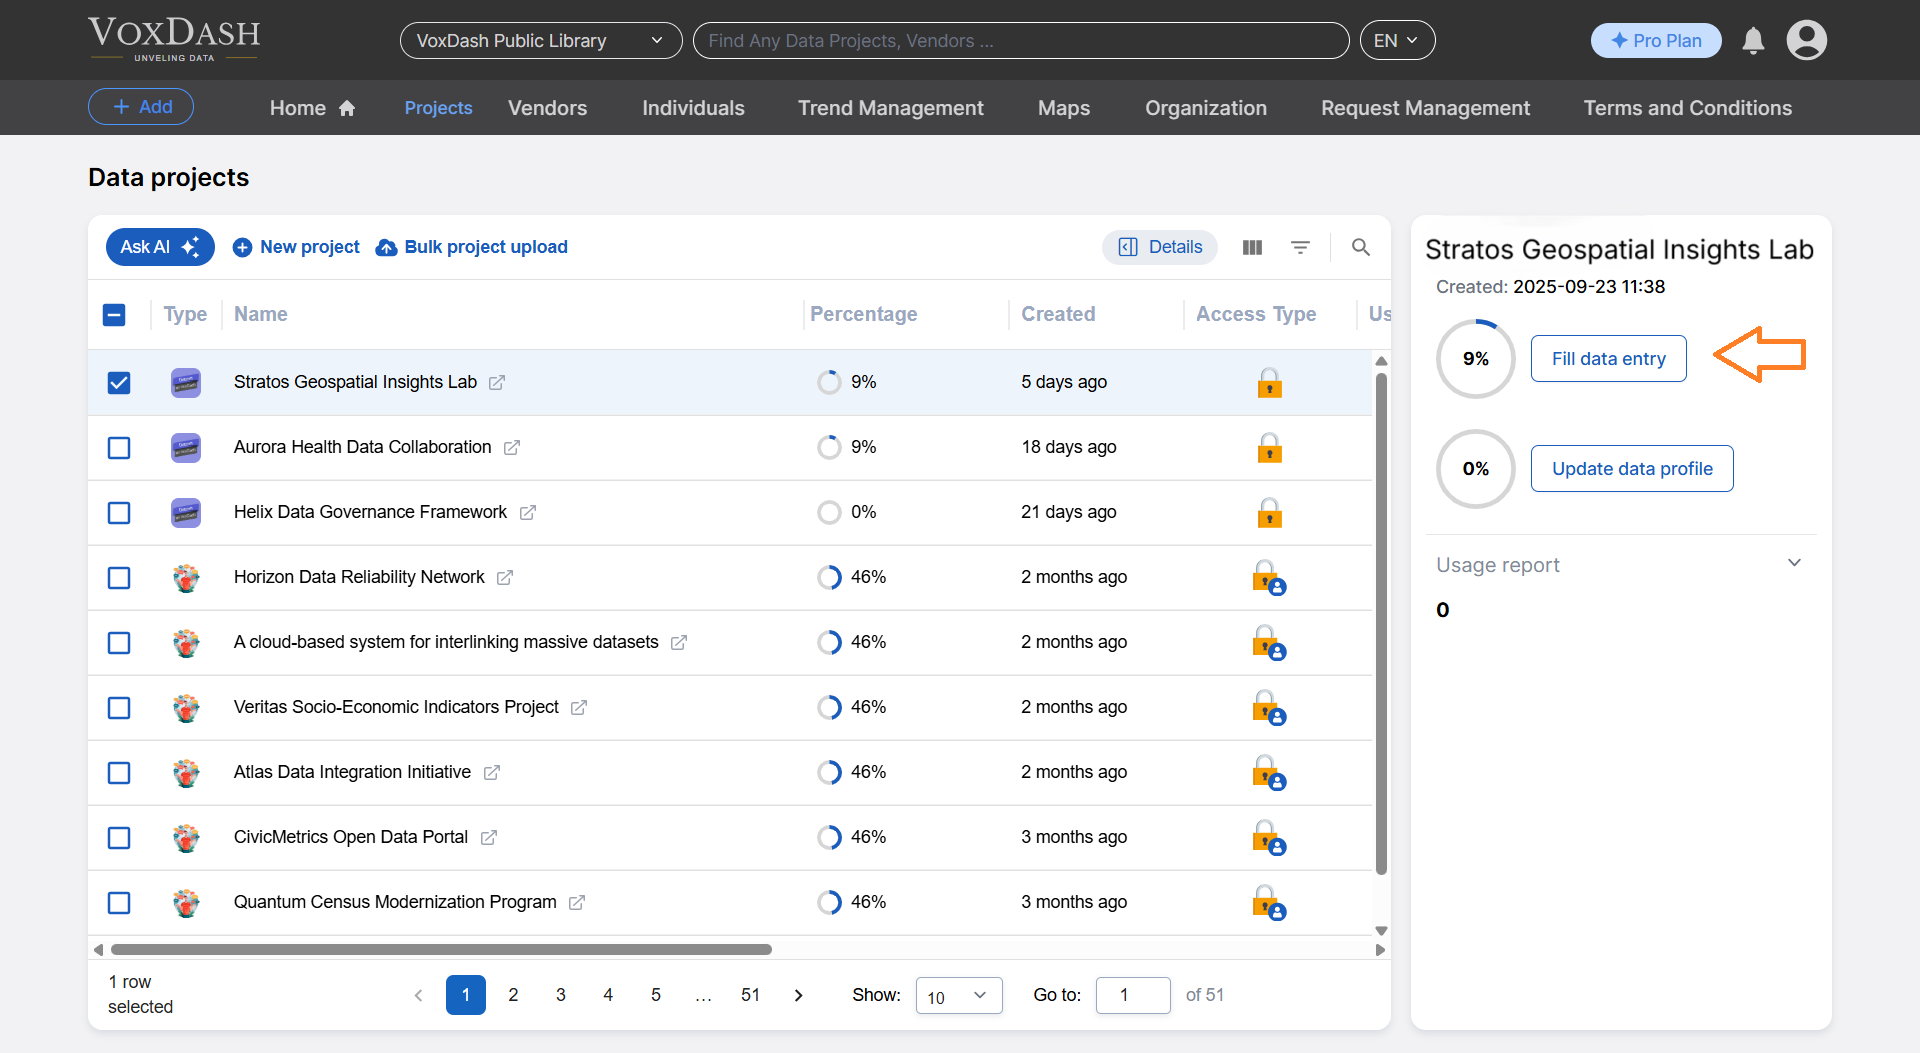 VOXDASH
UNVELING DATA
VoxDash Public Library
Find Any Data Projects, Vendors ...
EN
Pro Plan
+ Add
Home
Projects
Vendors
Individuals
Trend Management
Maps
Organization
Request Management
Terms and Conditions
Data projects
Ask AI
New project
Bulk project upload
Details
Type Name Percentage Created Access Type Us
Stratos Geospatial Insights Lab 9% 5 days ago
Aurora Health Data Collaboration 9% 18 days ago
Helix Data Governance Framework 0% 21 days ago
Horizon Data Reliability Network 46% 2 months ago
A cloud-based system for interlinking massive datasets 46% 2 months ago
Veritas Socio-Economic Indicators Project 46% 2 months ago
Atlas Data Integration Initiative 46% 2 months ago
CivicMetrics Open Data Portal 46% 3 months ago
Quantum Census Modernization Program 46% 3 months ago
1 row
selected
1 2 3 4 5 ... 51
Show: 10
Go to: 1 of 51
Stratos Geospatial Insights Lab
Created: 2025-09-23 11:38
9% Fill data entry
0% Update data profile
Usage report
0